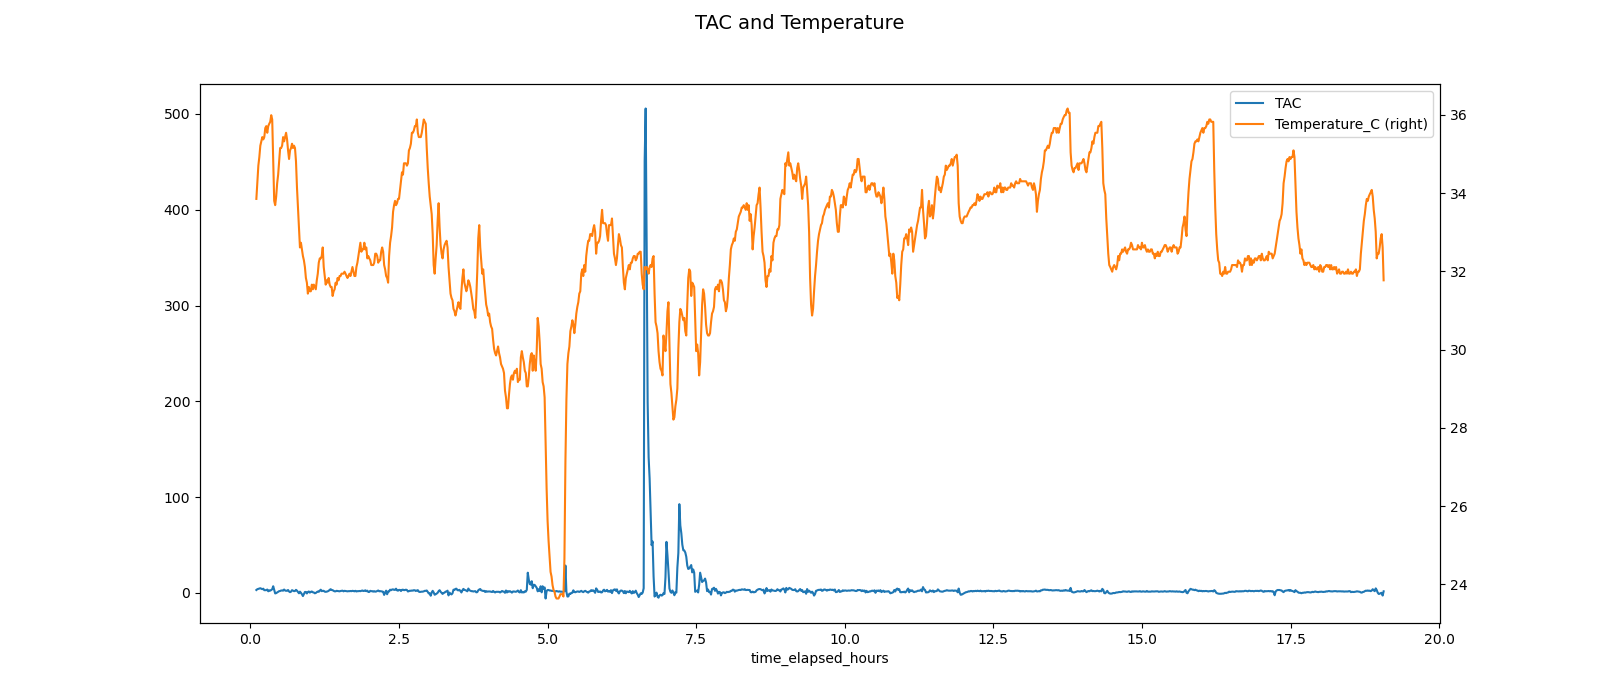 TAC and Temperature
TAC
Temperature_C (right)
500
400
300
200
100
0
36
34
32
30
28
26
24
0.0 2.5 5.0 7.5 10.0 12.5 15.0 17.5 20.0
time_elapsed_hours